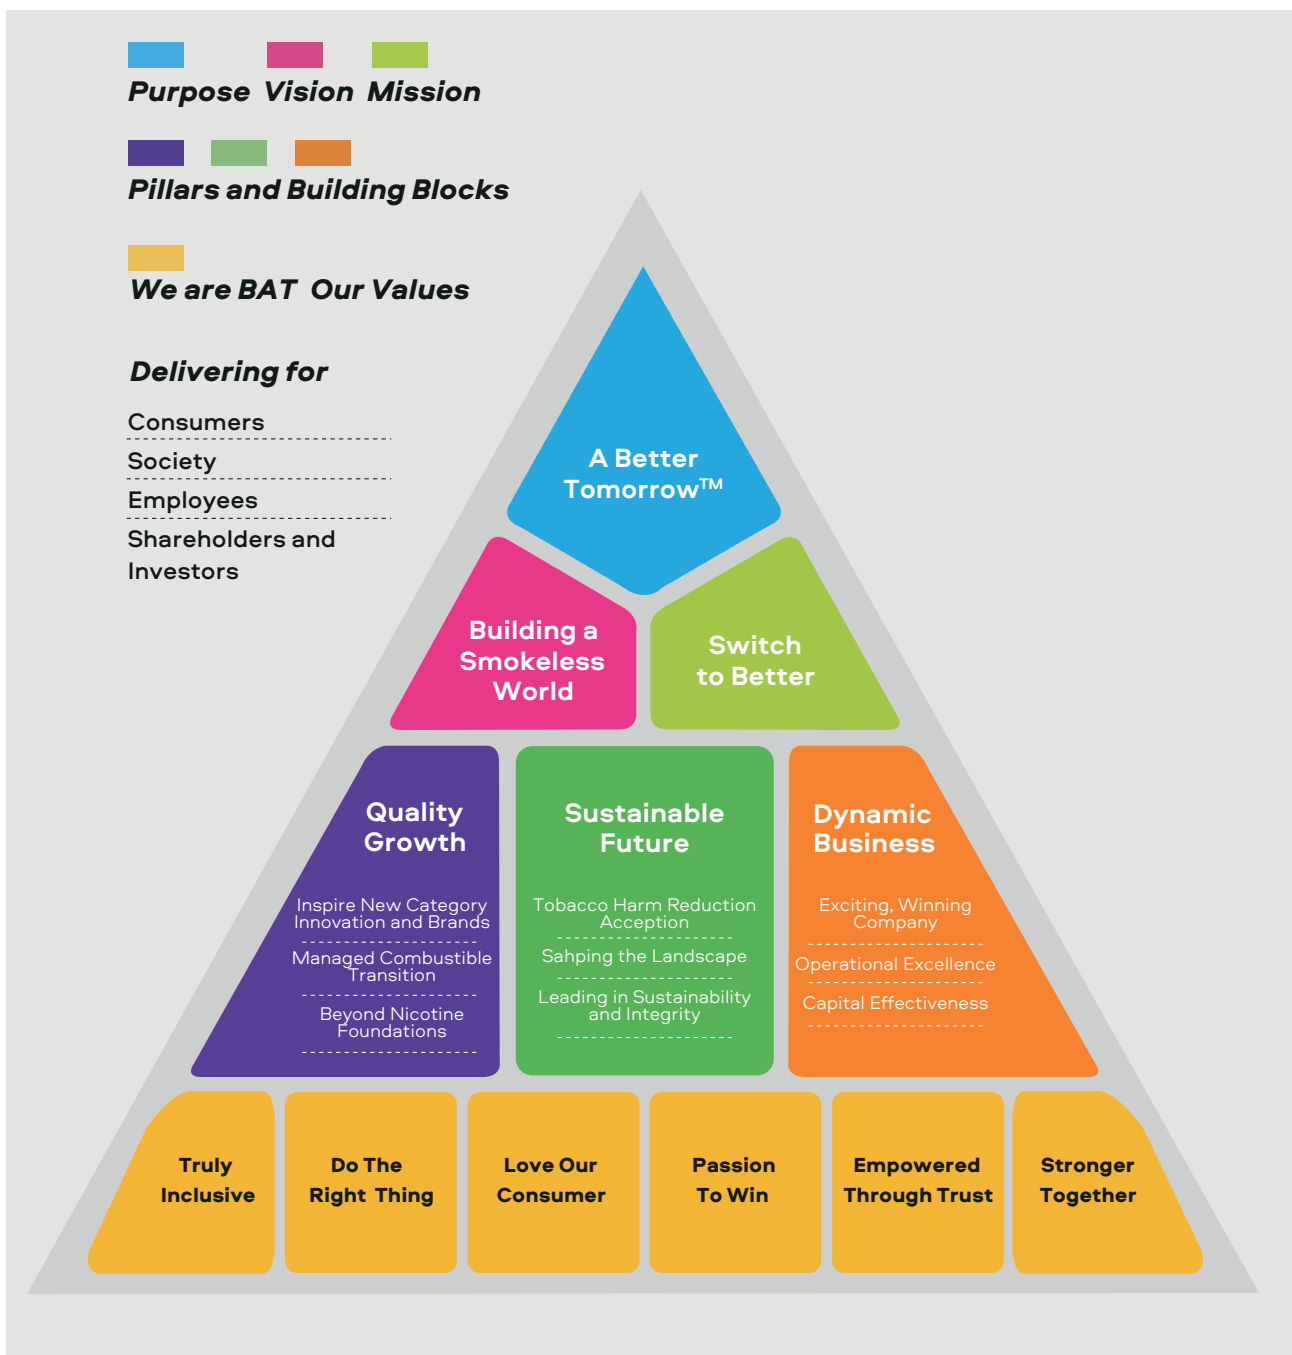 Purpose Vision Mission
Pillars and Building Blocks
We are BAT Our Values
Delivering for
Consumers
Society
Employees
Shareholders and
Investors
A Better
Tomorrow™
Building a
Smokeless
World
Switch
to Better
Quality
Growth
Inspire New Category
Innovation and Brands
Managed Combustible
Transition
Beyond Nicotine
Foundations
Sustainable
Future
Tobacco Harm Reduction
Acception
Sahping the Landscape
Leading in Sustainability
and Integrity
Dynamic
Business
Exciting, Winning
Company
Operational Excellence
Capital Effectiveness
Truly
Inclusive
Do The
Right Thing
Love Our
Consumer
Passion
To Win
Empowered
Through Trust
Stronger
Together